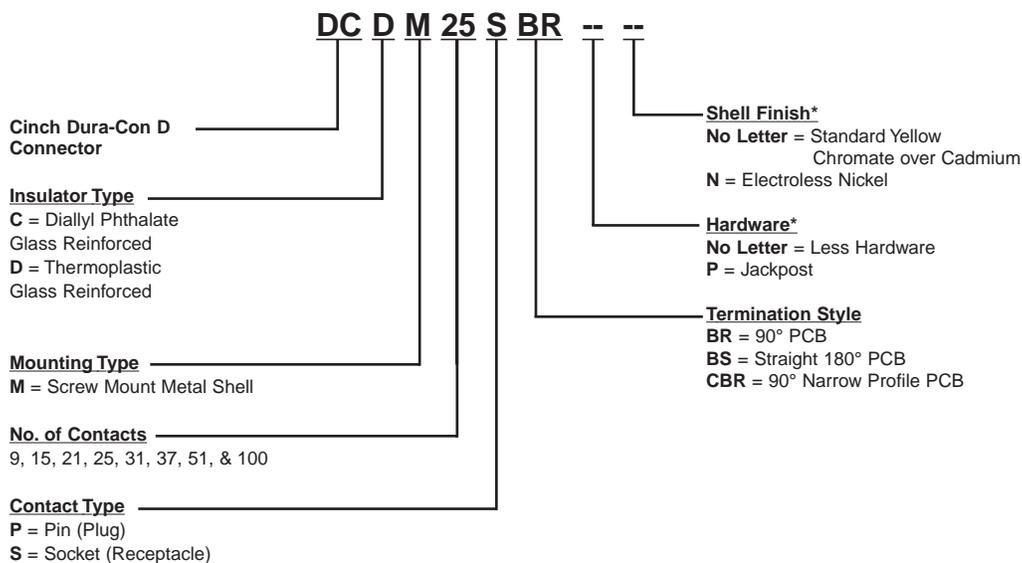 DC D M 25 S BR -- --
Cinch Dura-Con D
Connector
Insulator Type
C = Diallyl Phthalate
Glass Reinforced
D = Thermoplastic
Glass Reinforced
Mounting Type
M = Screw Mount Metal Shell
No. of Contacts
9, 15, 21, 25, 31, 37, 51, & 100
Contact Type
P = Pin (Plug)
S = Socket (Receptacle)
Shell Finish*
No Letter = Standard Yellow
Chromate over Cadmium
N = Electroless Nickel
Hardware*
No Letter = Less Hardware
P = Jackpost
Termination Style
BR = 90° PCB
BS = Straight 180° PCB
CBR = 90° Narrow Profile PCB